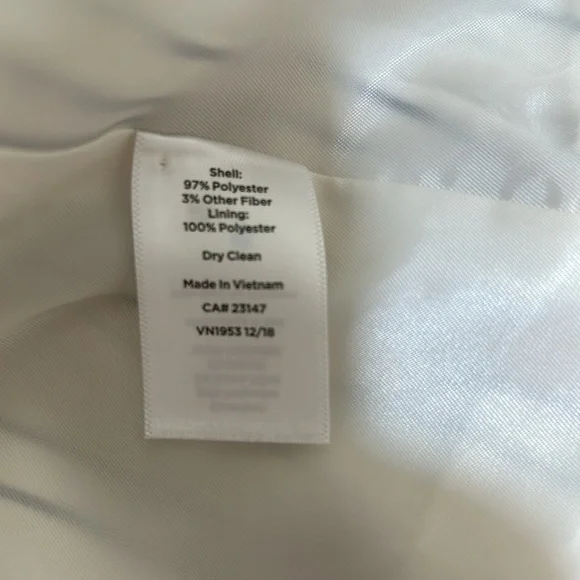 Shell:
97% Polyester
3% Other Fiber
Lining:
100% Polyester
Dry Clean
Made In Vietnam
CA# 23147
VN1953 12/18